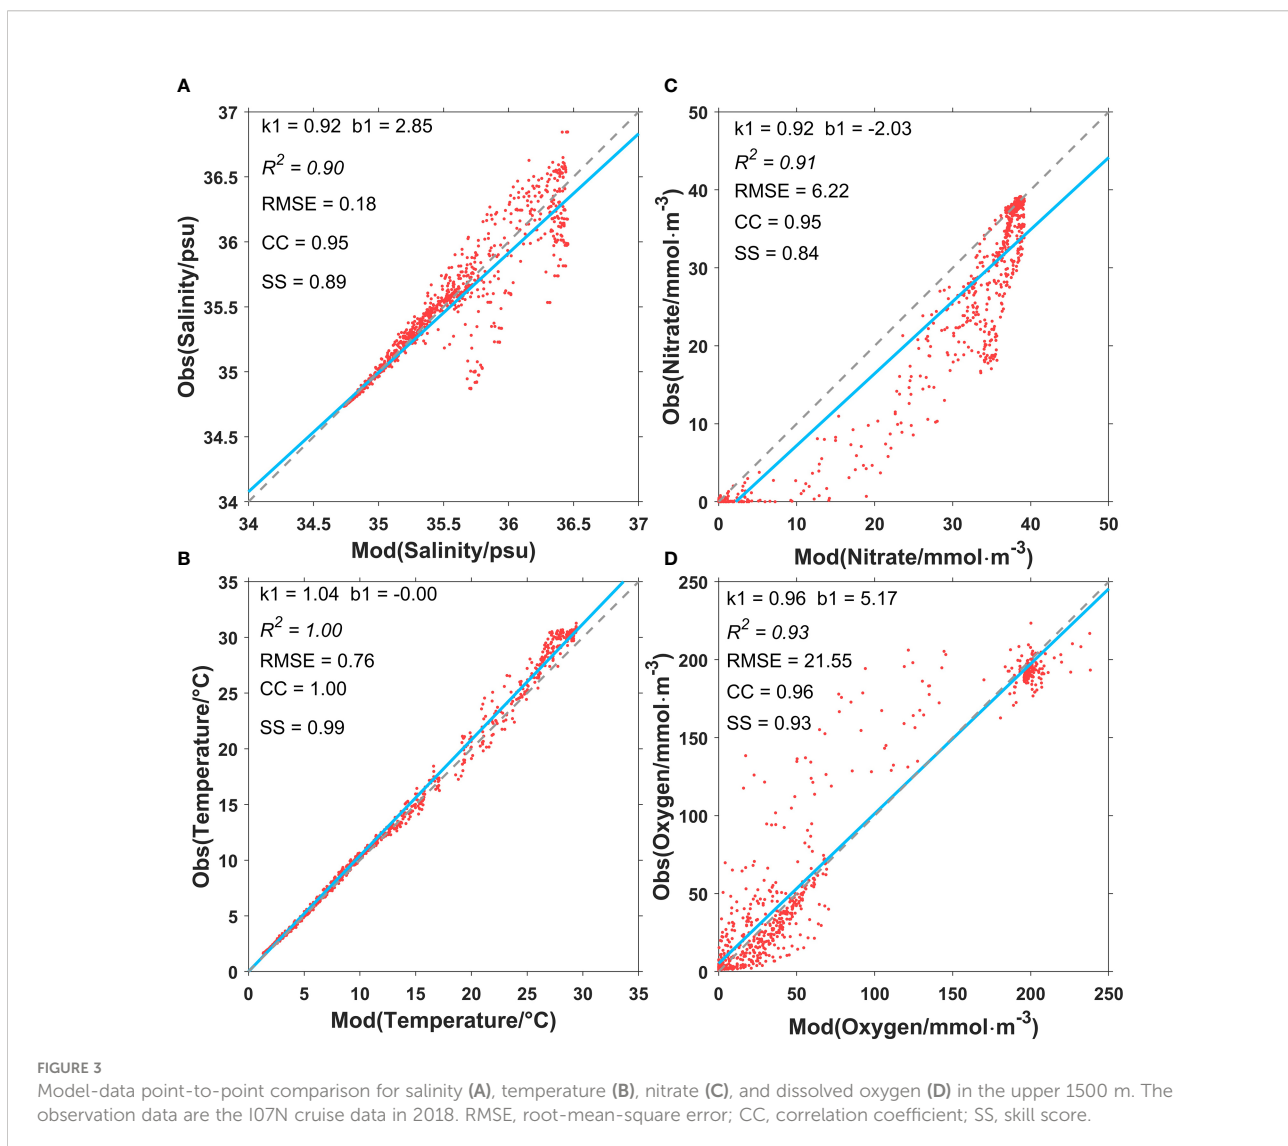 A
k1 = 0.92  b1 = 2.85
R² = 0.90
RMSE = 0.18
CC = 0.95
SS = 0.89
37
36.5
36
35.5
35
34.5
34
Obs(Salinity/psu)
34 34.5 35 35.5 36 36.5 37
Mod(Salinity/psu)
C
k1 = 0.92  b1 = -2.03
R² = 0.91
RMSE = 6.22
CC = 0.95
SS = 0.84
50
40
30
20
10
0
Obs(Nitrate/mmol·m⁻³)
0 10 20 30 40 50
Mod(Nitrate/mmol·m⁻³)
B
k1 = 1.04  b1 = -0.00
R² = 1.00
RMSE = 0.76
CC = 1.00
SS = 0.99
35
30
25
20
15
10
5
0
Obs(Temperature/°C)
0 5 10 15 20 25 30 35
Mod(Temperature/°C)
D
k1 = 0.96  b1 = 5.17
R² = 0.93
RMSE = 21.55
CC = 0.96
SS = 0.93
250
200
150
100
50
0
Obs(Oxygen/mmol·m⁻³)
0 50 100 150 200 250
Mod(Oxygen/mmol·m⁻³)
FIGURE 3
Model-data point-to-point comparison for salinity (A), temperature (B), nitrate (C), and dissolved oxygen (D) in the upper 1500 m. The
observation data are the I07N cruise data in 2018. RMSE, root-mean-square error; CC, correlation coefficient; SS, skill score.